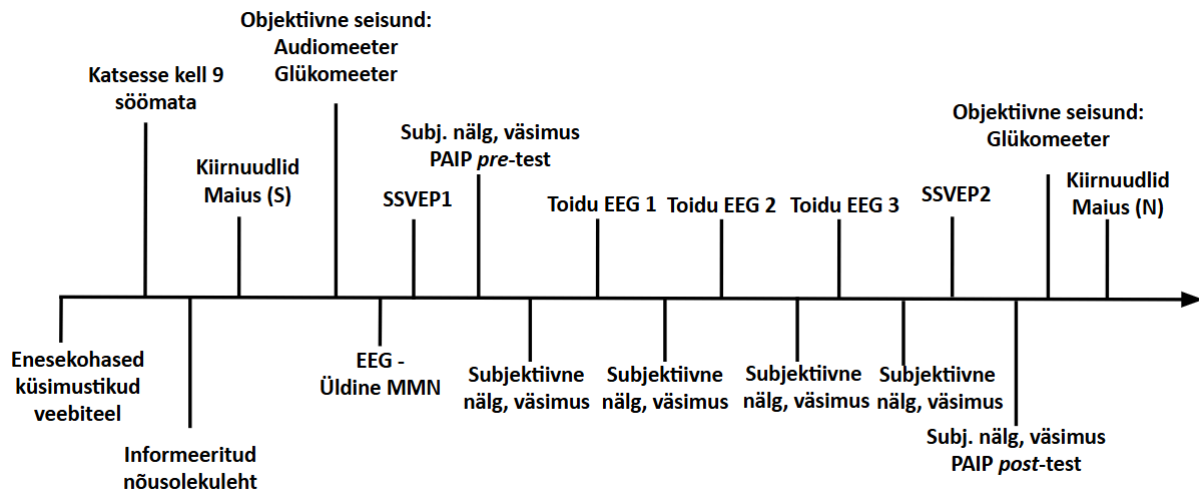 Enesekohased
küsimustikud
veebiteel
Katsesse kell 9
söömata
Informeeritud
nõusolekuleht
Kiirnuudlid
Maius (S)
Objektiivne seisund:
Audiomeeter
Glükomeeter
EEG -
Üldine MMN
SSVEP1
Subj. nälg, väsimus
PAIP pre-test
Subjektiivne
nälg, väsimus
Toidu EEG 1
Subjektiivne
nälg, väsimus
Toidu EEG 2
Subjektiivne
nälg, väsimus
Toidu EEG 3
Subjektiivne
nälg, väsimus
SSVEP2
Subj. nälg, väsimus
PAIP post-test
Objektiivne seisund:
Glükomeeter
Kiirnuudlid
Maius (N)